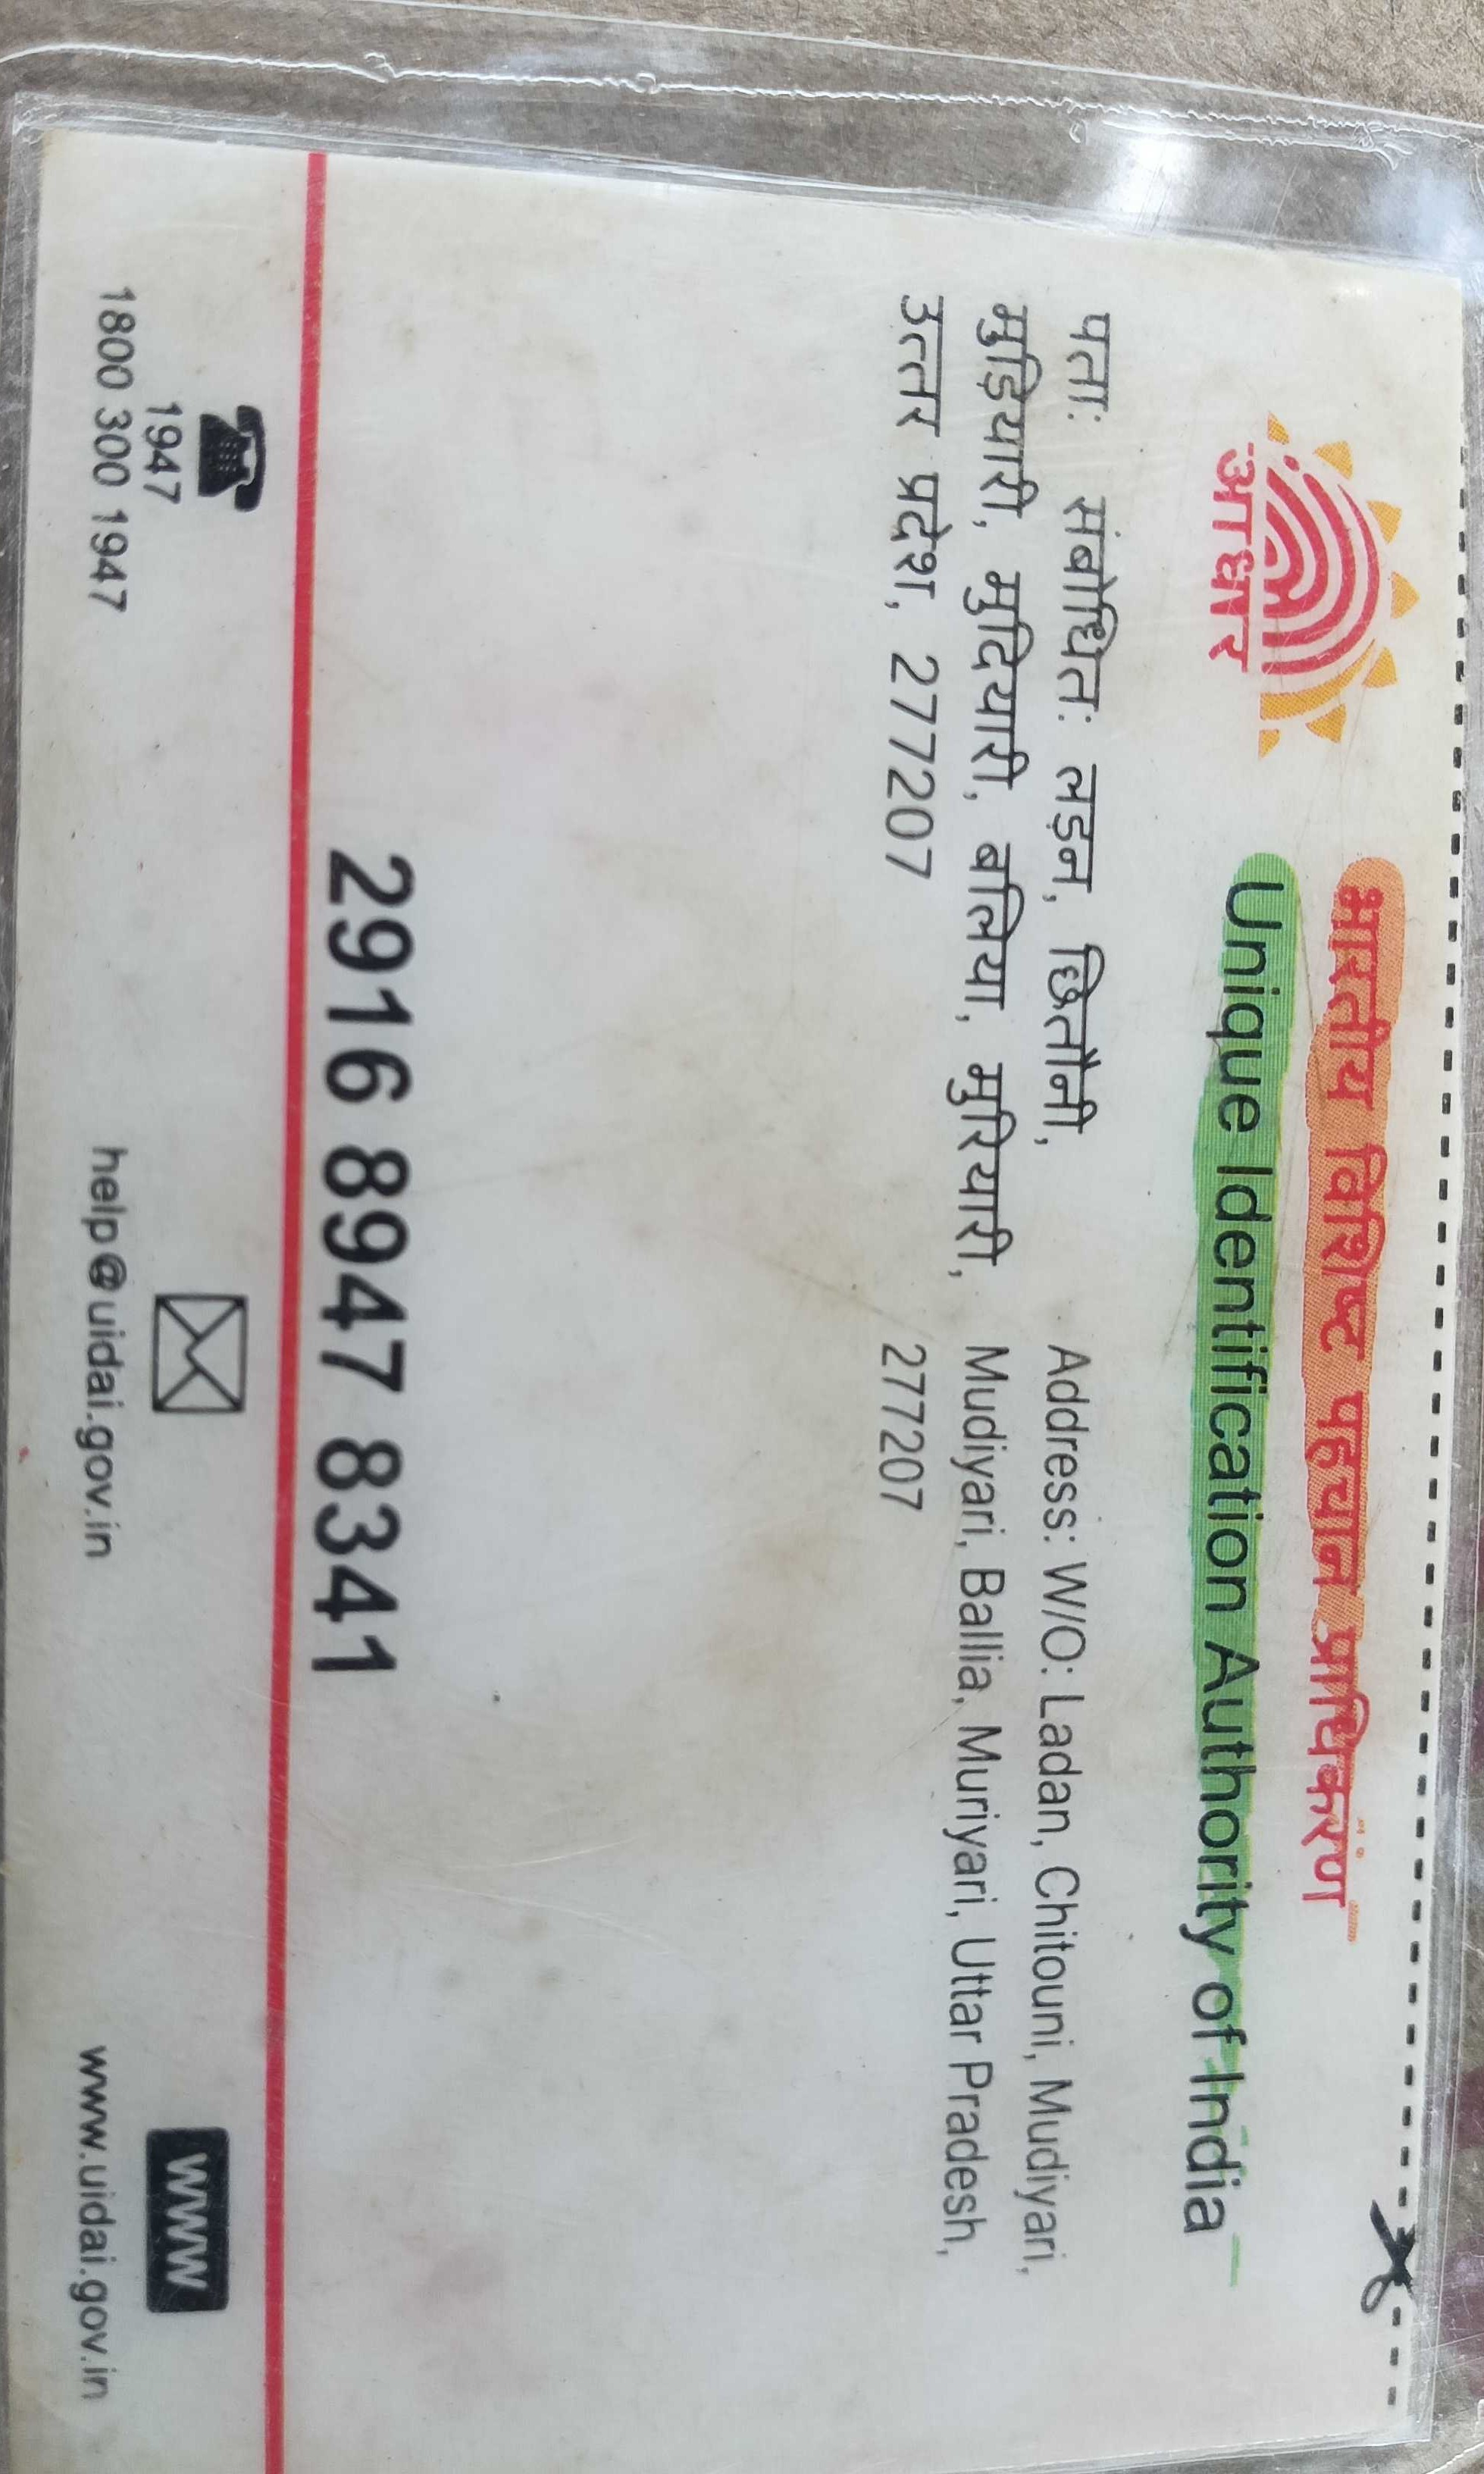 भारतीय विशिष्ट पहचान प्राधिकरण
Unique Identification Authority of India
आधार
पताः संबोधितः लड़न, छितौनी,
मुड़ियारी, मुदियारी, बलिया, मुरियारी,
उत्तर प्रदेश, 277207
Address: W/O: Ladan, Chitouni, Mudiyari,
Mudiyari, Ballia, Muriyari, Uttar Pradesh,
277207
2916 8947 8341
1947
1800 300 1947
help@uidai.gov.in
www
www.uidai.gov.in